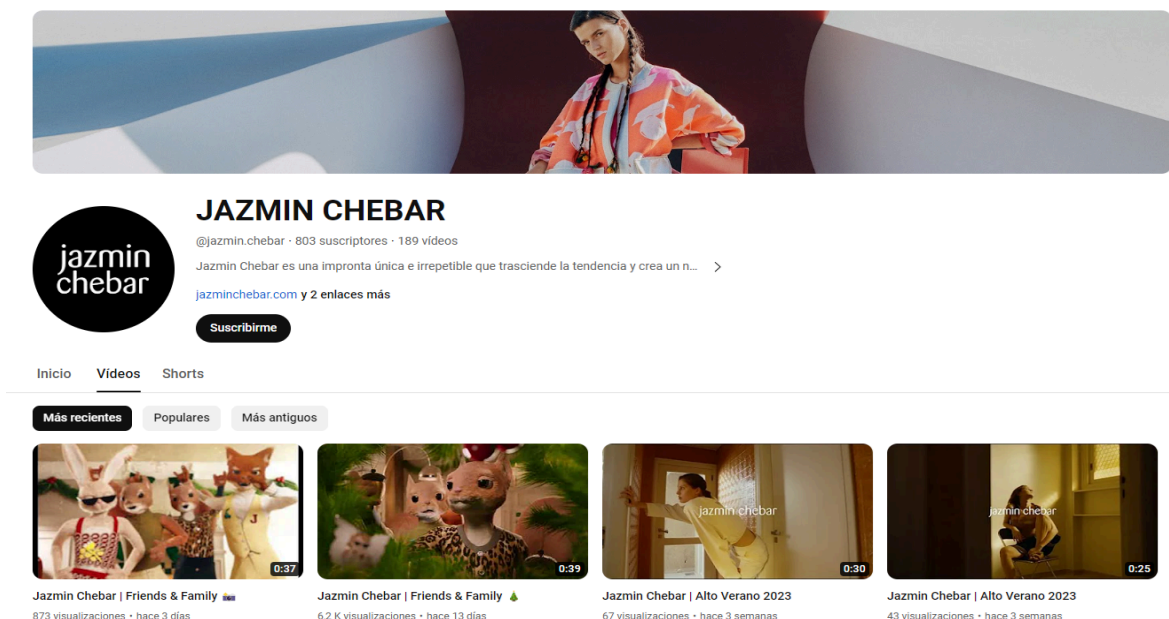 JAZMIN CHEBAR
jazmin
chebar
@jazmin.chebar · 803 suscriptores · 189 vídeos
Jazmin Chebar es una impronta única e irrepetible que trasciende la tendencia y crea un n...
jazminchebar.com y 2 enlaces más
Suscribirme
Inicio Vídeos Shorts
Más recientes Populares Más antiguos
J
0:37
0:39
jazmin chebar
0:30
jazmin chebar
0:25
Jazmin Chebar | Friends & Family
Jazmin Chebar | Friends & Family
Jazmin Chebar | Alto Verano 2023
Jazmin Chebar | Alto Verano 2023
873 visualizaciones • hace 3 días
6,2 K visualizaciones • hace 13 días
67 visualizaciones • hace 3 semanas
43 visualizaciones • hace 3 semanas